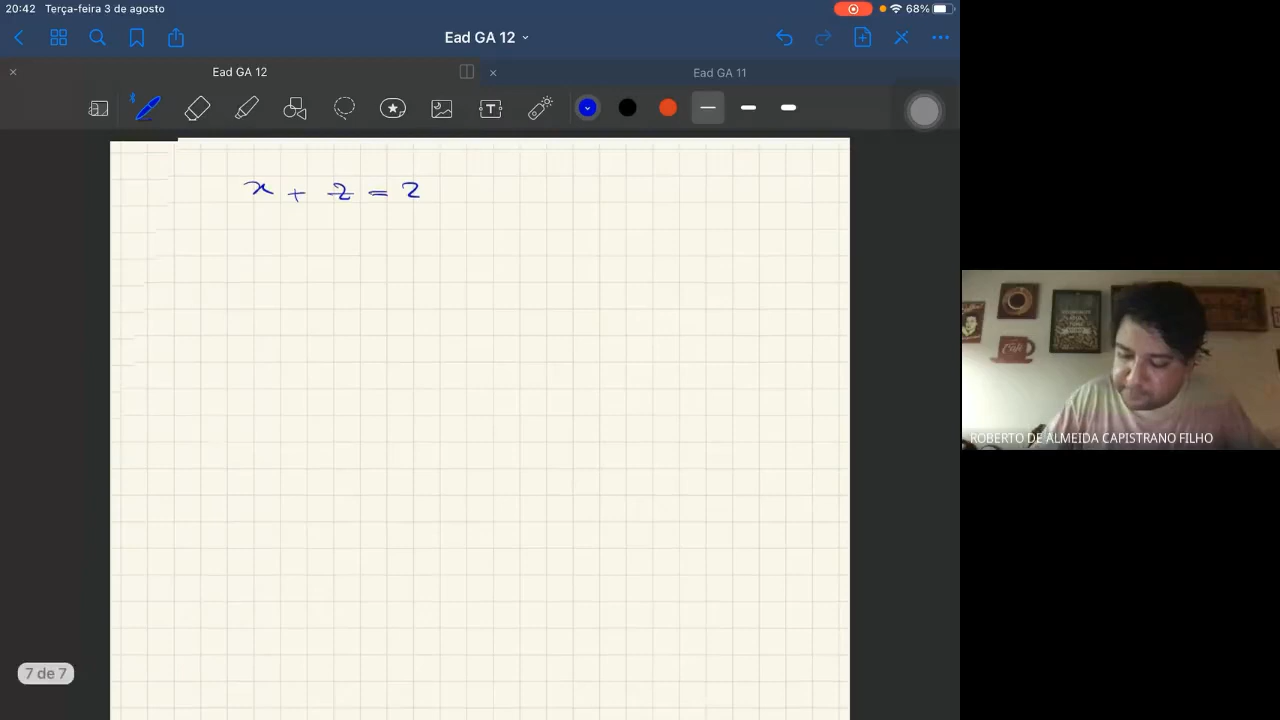 20:42 Terça-feira 3 de agosto 68%
Ead GA 12
Ead GA 12 Ead GA 11
x + z = 2
7 de 7
ROBERTO DE ALMEIDA CAPISTRANO FILHO